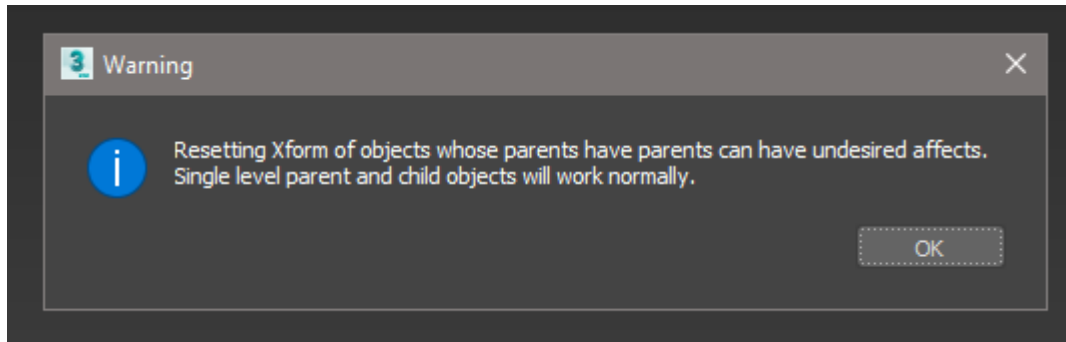 Warning
Resetting Xform of objects whose parents have parents can have undesired affects.
Single level parent and child objects will work normally.
OK